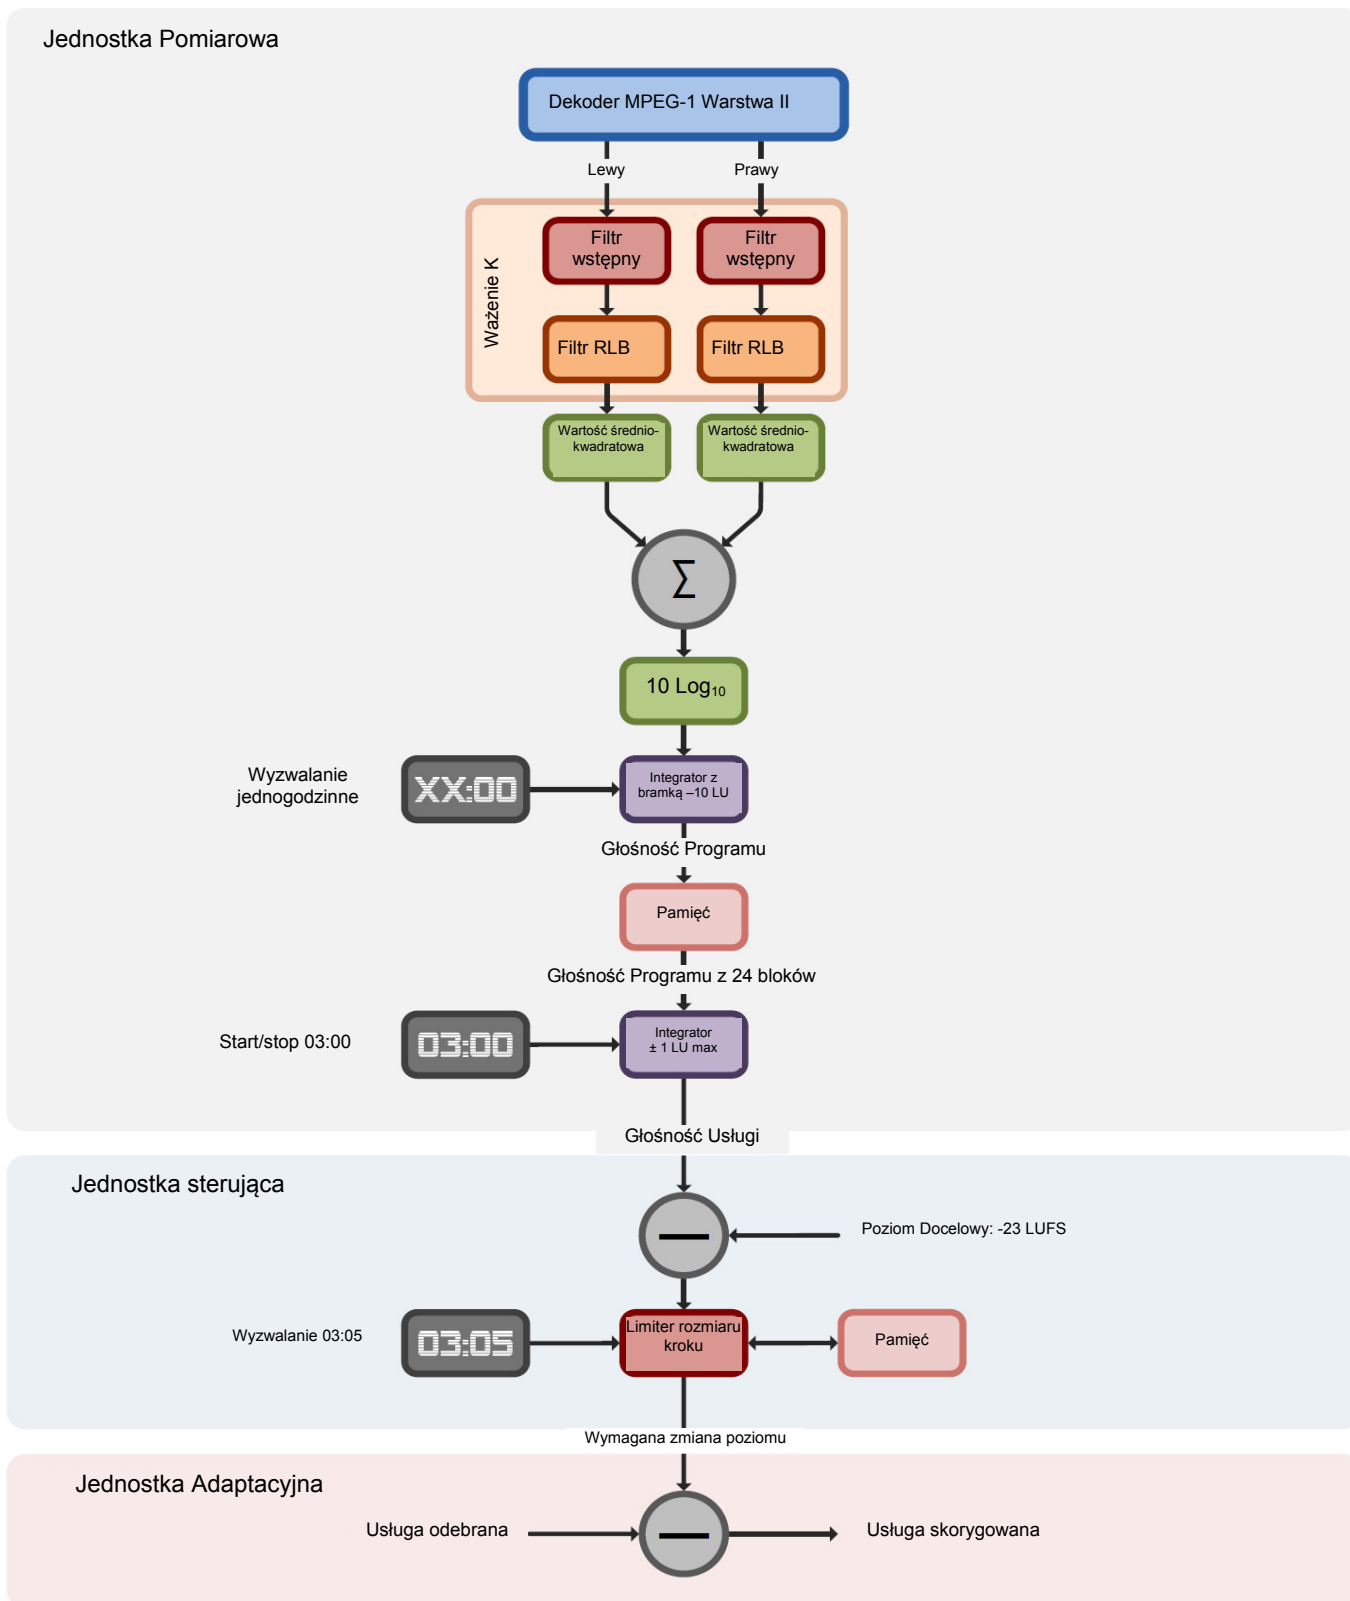 Jednostka Pomiarowa
Dekoder MPEG-1 Warstwa II
Lewy
Prawy
Ważenie K
Filtr
wstępny
Filtr
wstępny
Filtr RLB
Filtr RLB
Wartość średnio-
kwadratowa
Wartość średnio-
kwadratowa
∑
10 Log₁₀
Wyzwalanie
jednogodzinne
XX:00
Integrator z
bramką –10 LU
Głośność Programu
Pamięć
Głośność Programu z 24 bloków
Start/stop 03:00
03:00
Integrator
± 1 LU max
Głośność Usługi
Jednostka sterująca
Poziom Docelowy: -23 LUFS
Wyzwalanie 03:05
03:05
Limiter rozmiaru
kroku
Pamięć
Wymagana zmiana poziomu
Jednostka Adaptacyjna
Usługa odebrana
Usługa skorygowana